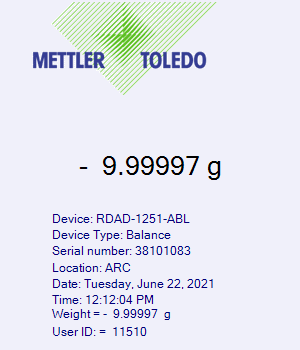 METTLER TOLEDO
- 9.99997 g
Device: RDAD-1251-ABL
Device Type: Balance
Serial number: 38101083
Location: ARC
Date: Tuesday, June 22, 2021
Time: 12:12:04 PM
Weight = - 9.99997 g
User ID: = 11510